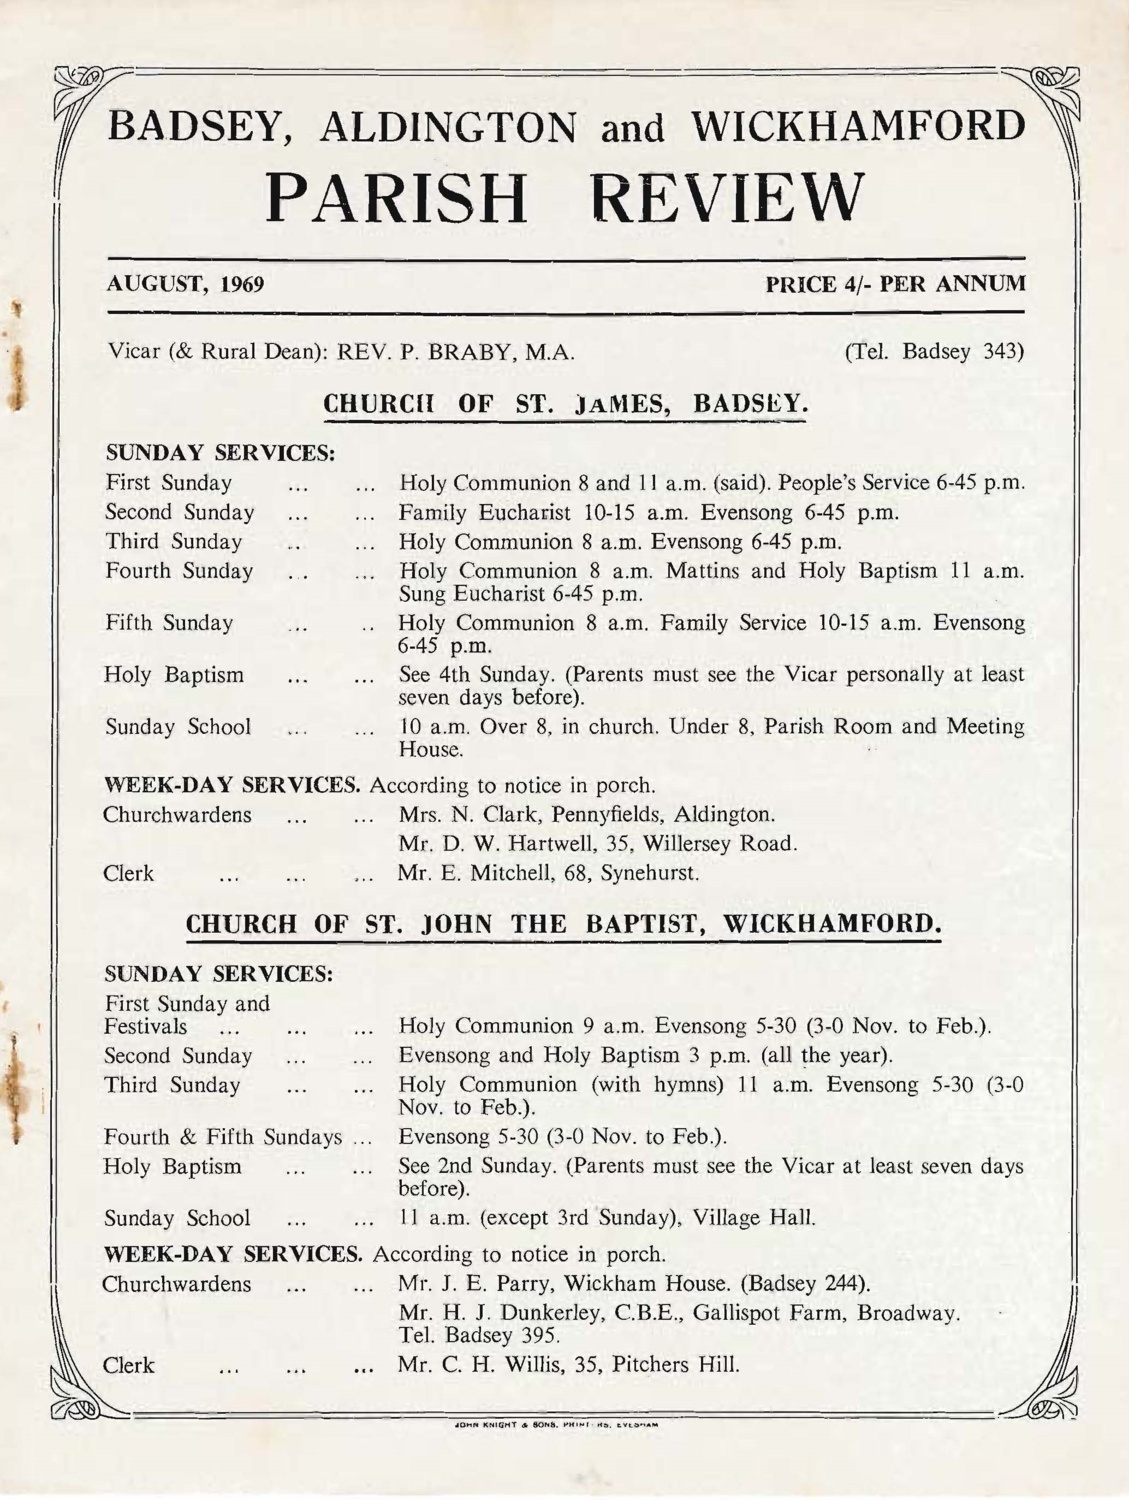 BADSEY, ALDINGTON and WICKHAMFORD
PARISH REVIEW
AUGUST, 1969 PRICE 4/- PER ANNUM
Vicar (& Rural Dean): REV. P. BRABY, M.A. (Tel. Badsey 343)
CHURCH OF ST. JAMES, BADSEY.
SUNDAY SERVICES:
First Sunday ... ... Holy Communion 8 and 11 a.m. (said). People's Service 6-45 p.m.
Second Sunday ... ... Family Eucharist 10-15 a.m. Evensong 6-45 p.m.
Third Sunday .. ... Holy Communion 8 a.m. Evensong 6-45 p.m.
Fourth Sunday ... ... Holy Communion 8 a.m. Mattins and Holy Baptism 11 a.m.
Sung Eucharist 6-45 p.m.
Fifth Sunday ... .. Holy Communion 8 a.m. Family Service 10-15 a.m. Evensong
6-45 p.m.
Holy Baptism ... ... See 4th Sunday. (Parents must see the Vicar personally at least
seven days before).
Sunday School ... ... 10 a.m. Over 8, in church. Under 8, Parish Room and Meeting
House.
WEEK-DAY SERVICES. According to notice in porch.
Churchwardens ... ... Mrs. N. Clark, Pennyfields, Aldington.
Mr. D. W. Hartwell, 35, Willersey Road.
Clerk ... ... ... Mr. E. Mitchell, 68, Synehurst.
CHURCH OF ST. JOHN THE BAPTIST, WICKHAMFORD.
SUNDAY SERVICES:
First Sunday and
Festivals ... ... ... Holy Communion 9 a.m. Evensong 5-30 (3-0 Nov. to Feb.).
Second Sunday ... ... Evensong and Holy Baptism 3 p.m. (all the year).
Third Sunday ... ... Holy Communion (with hymns) 11 a.m. Evensong 5-30 (3-0
Nov. to Feb.).
Fourth & Fifth Sundays ... Evensong 5-30 (3-0 Nov. to Feb.).
Holy Baptism ... ... See 2nd Sunday. (Parents must see the Vicar at least seven days
before).
Sunday School ... ... 11 a.m. (except 3rd Sunday), Village Hall.
WEEK-DAY SERVICES. According to notice in porch.
Churchwardens ... ... Mr. J. E. Parry, Wickham House. (Badsey 244).
Mr. H. J. Dunkerley, C.B.E., Gallispot Farm, Broadway.
Tel. Badsey 395.
Clerk ... ... ... Mr. C. H. Willis, 35, Pitchers Hill.
JOHN KNIGHT & SONS, EVESHAM